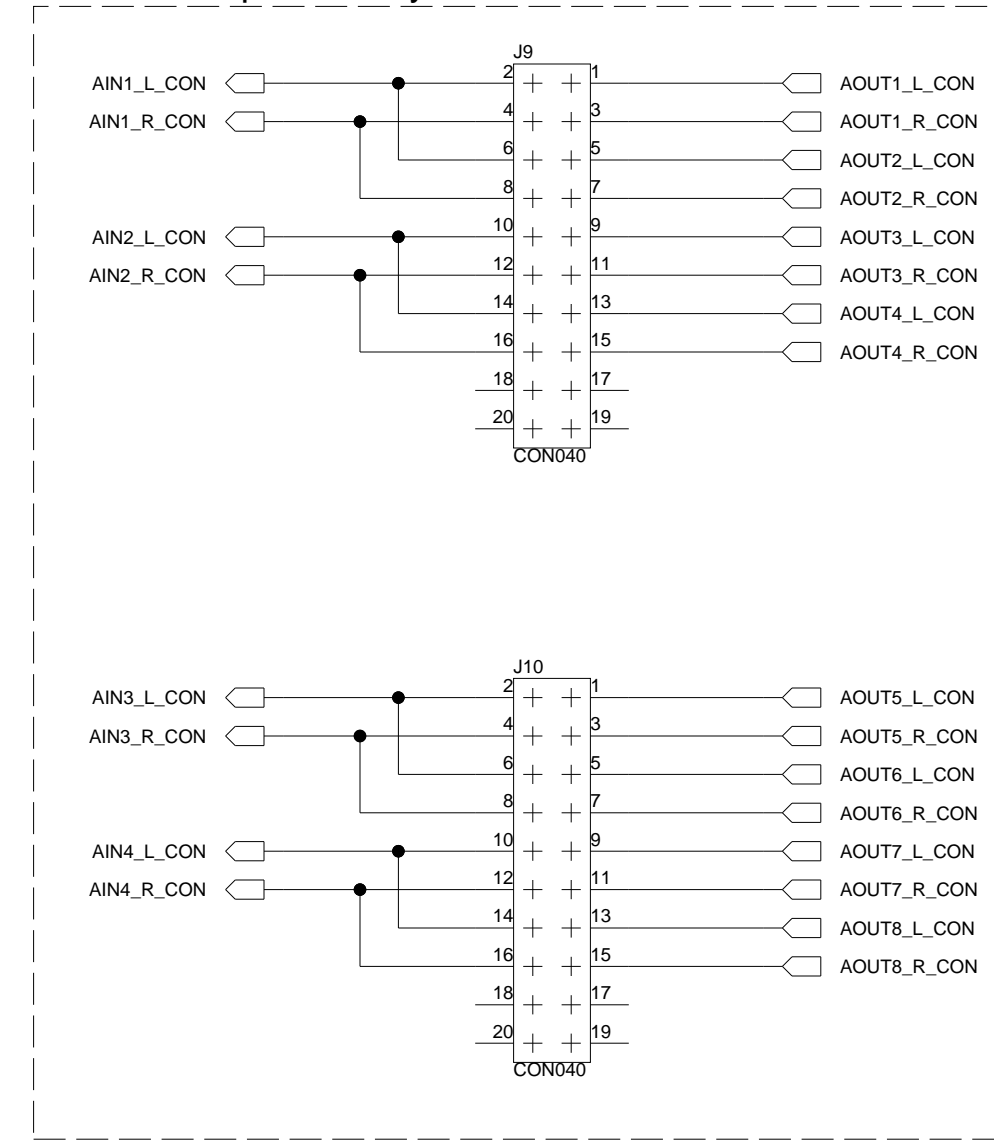 J9
AIN1_L_CON 2 1 AOUT1_L_CON
AIN1_R_CON 4 3 AOUT1_R_CON
6 5 AOUT2_L_CON
8 7 AOUT2_R_CON
AIN2_L_CON 10 9 AOUT3_L_CON
AIN2_R_CON 12 11 AOUT3_R_CON
14 13 AOUT4_L_CON
16 15 AOUT4_R_CON
18 17
20 19
CON040
J10
AIN3_L_CON 2 1 AOUT5_L_CON
AIN3_R_CON 4 3 AOUT5_R_CON
6 5 AOUT6_L_CON
8 7 AOUT6_R_CON
AIN4_L_CON 10 9 AOUT7_L_CON
AIN4_R_CON 12 11 AOUT7_R_CON
14 13 AOUT8_L_CON
16 15 AOUT8_R_CON
18 17
20 19
CON040